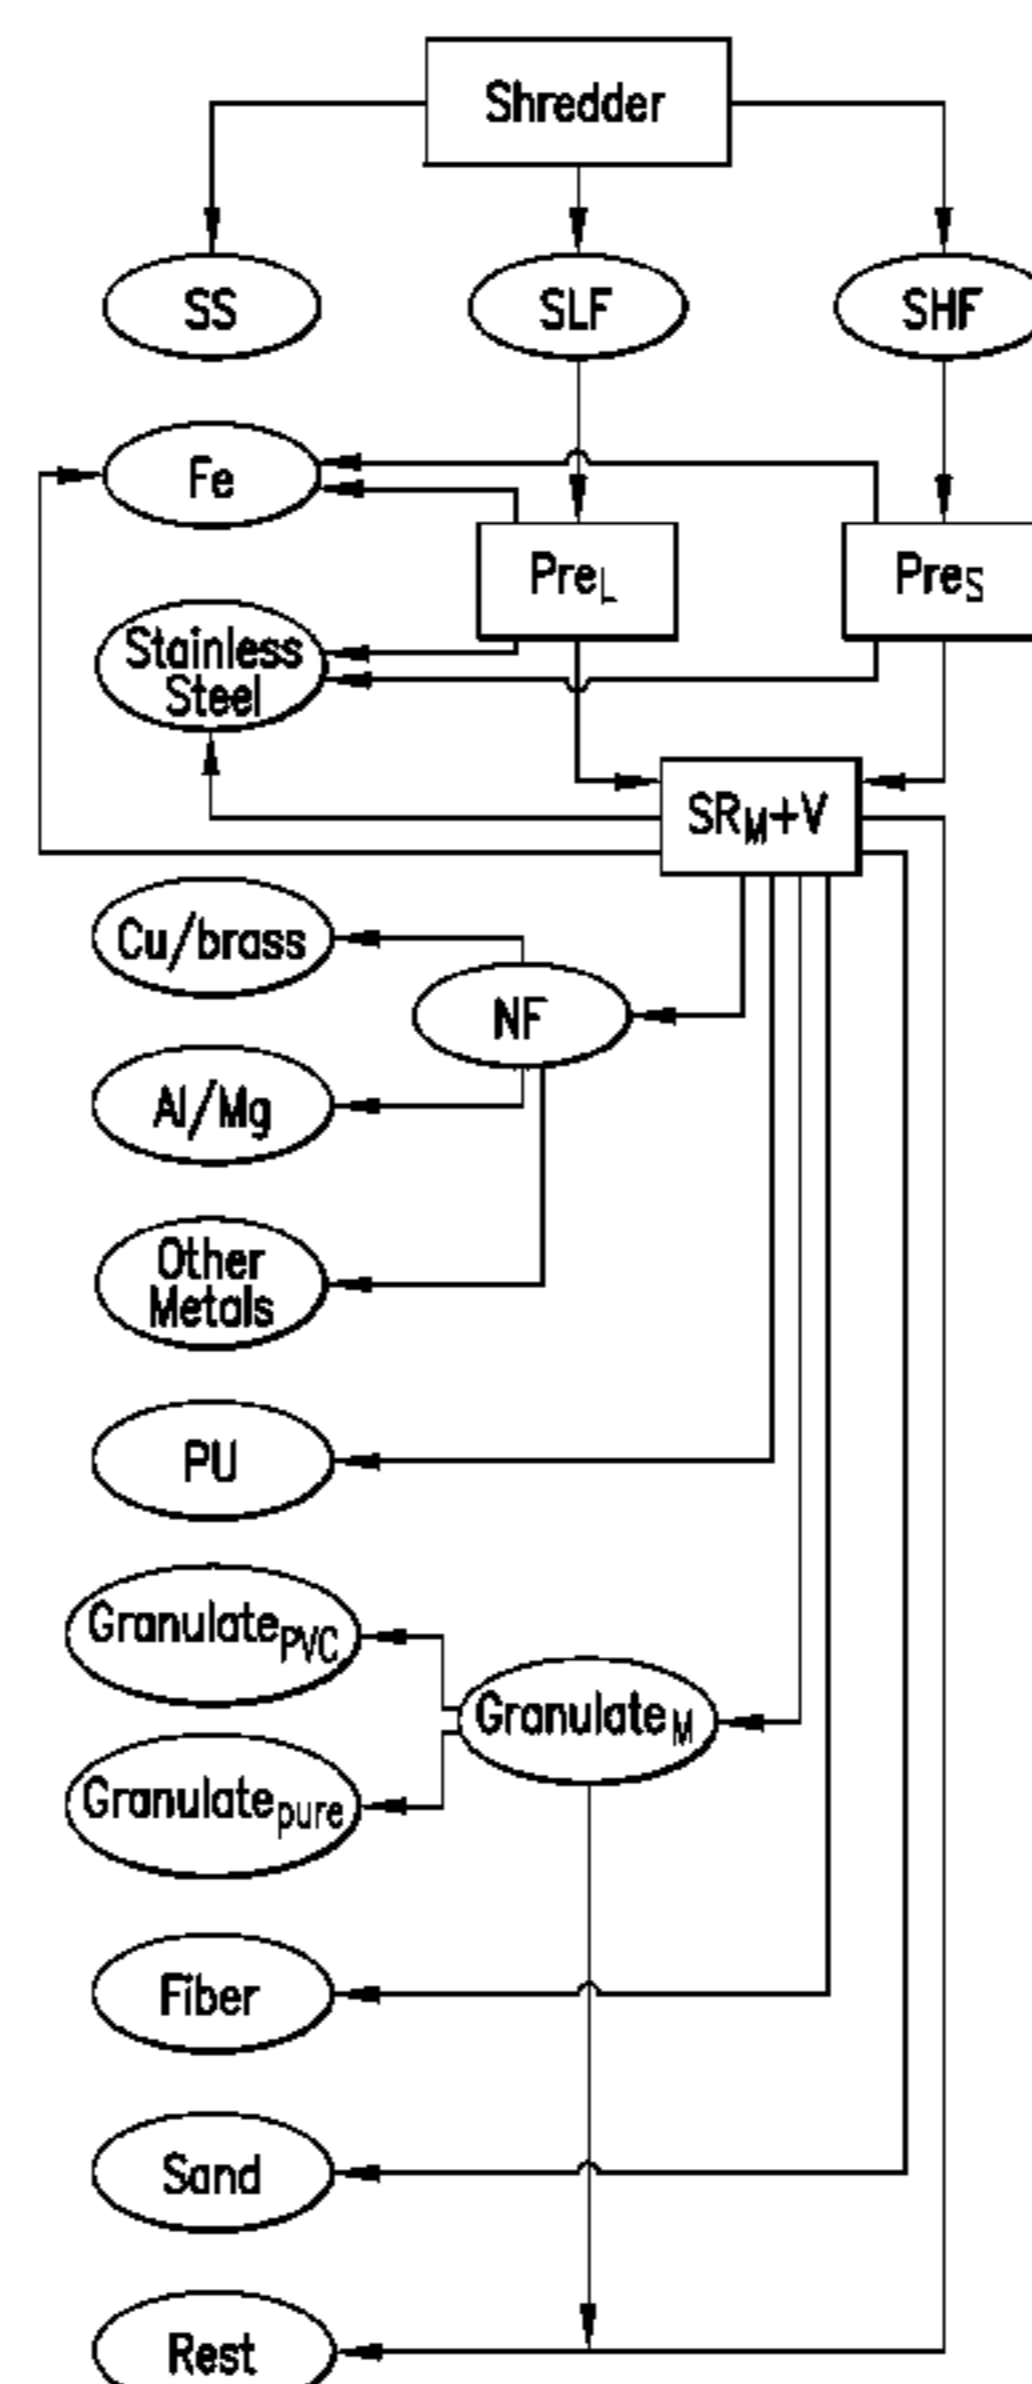 Shredder
SS
SLF
SHF
Fe
PreL
PreS
Stainless
Steel
SRM+V
Cu/brass
NF
Al/Mg
Other
Metals
PU
GranulatePVC
GranulateM
Granulatepure
Fiber
Sand
Rest